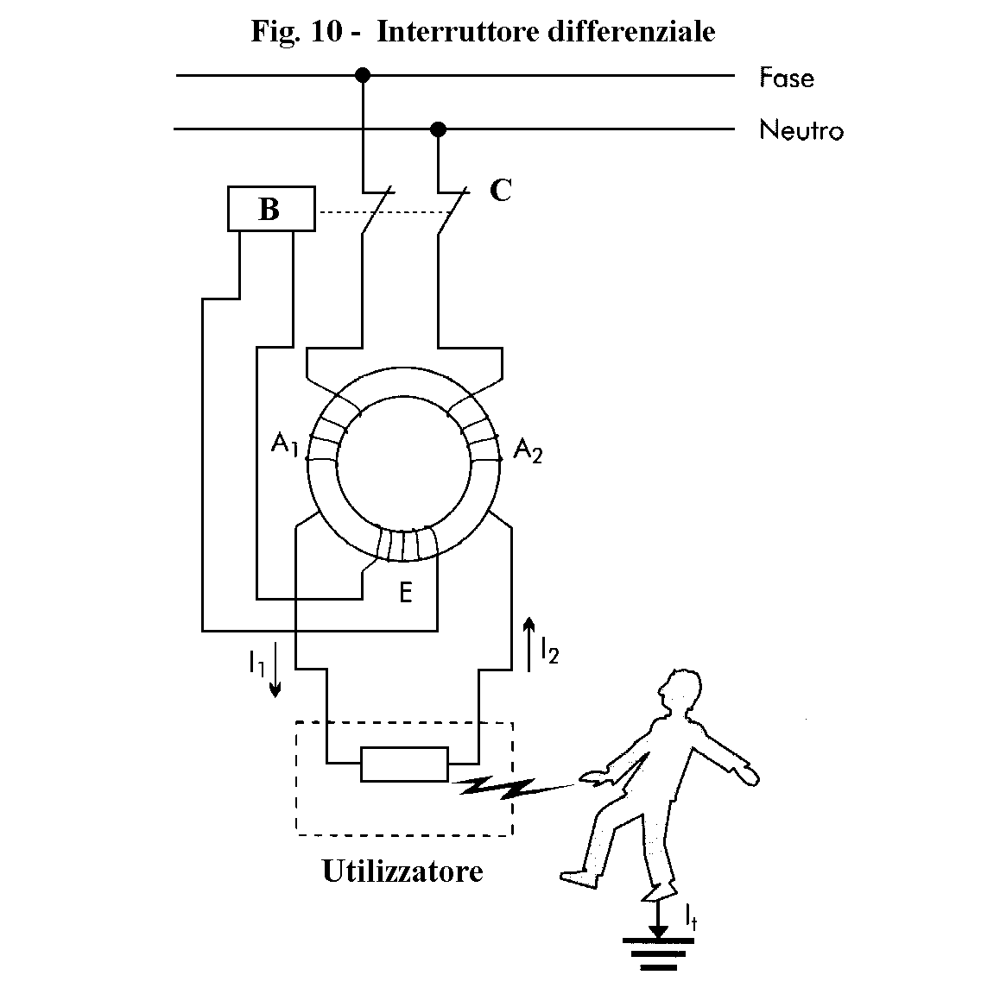 Fig. 10 - Interruttore differenziale
Fase
Neutro
C
B
A1
A2
E
I1
I2
Utilizzatore
It